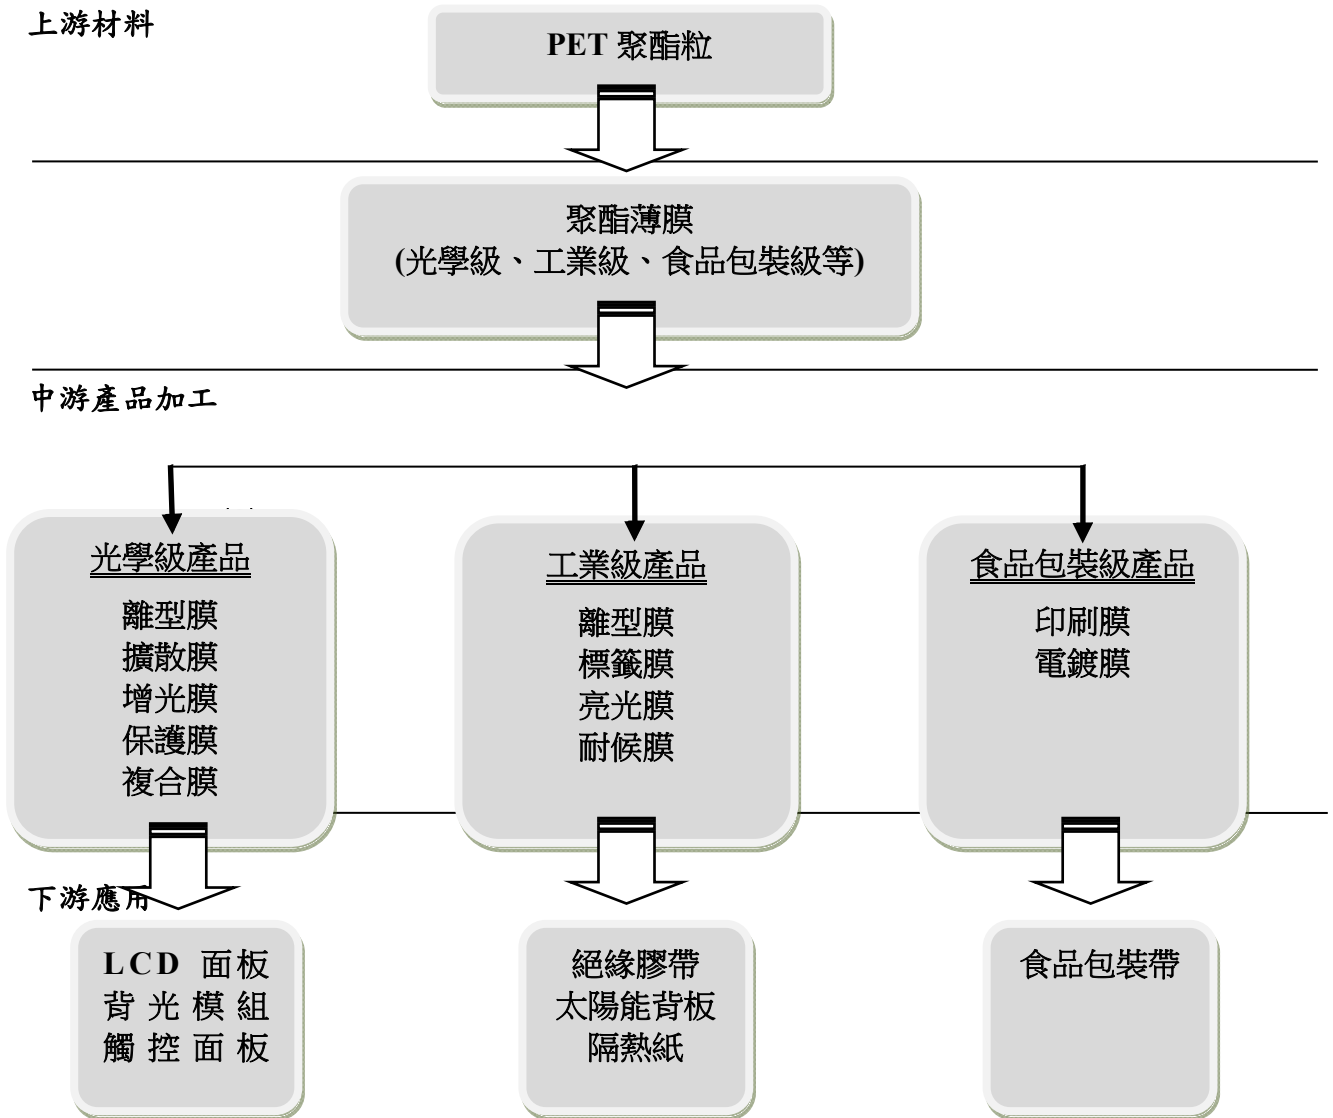 上游材料
PET 聚酯粒
聚酯薄膜
(光學級、工業級、食品包裝級等)
中游產品加工
光學級產品
離型膜
擴散膜
增光膜
保護膜
複合膜
工業級產品
離型膜
標籤膜
亮光膜
耐候膜
食品包裝級產品
印刷膜
電鍍膜
下游應用
LCD 面板
背光模組
觸控面板
絕緣膠帶
太陽能背板
隔熱紙
食品包裝帶